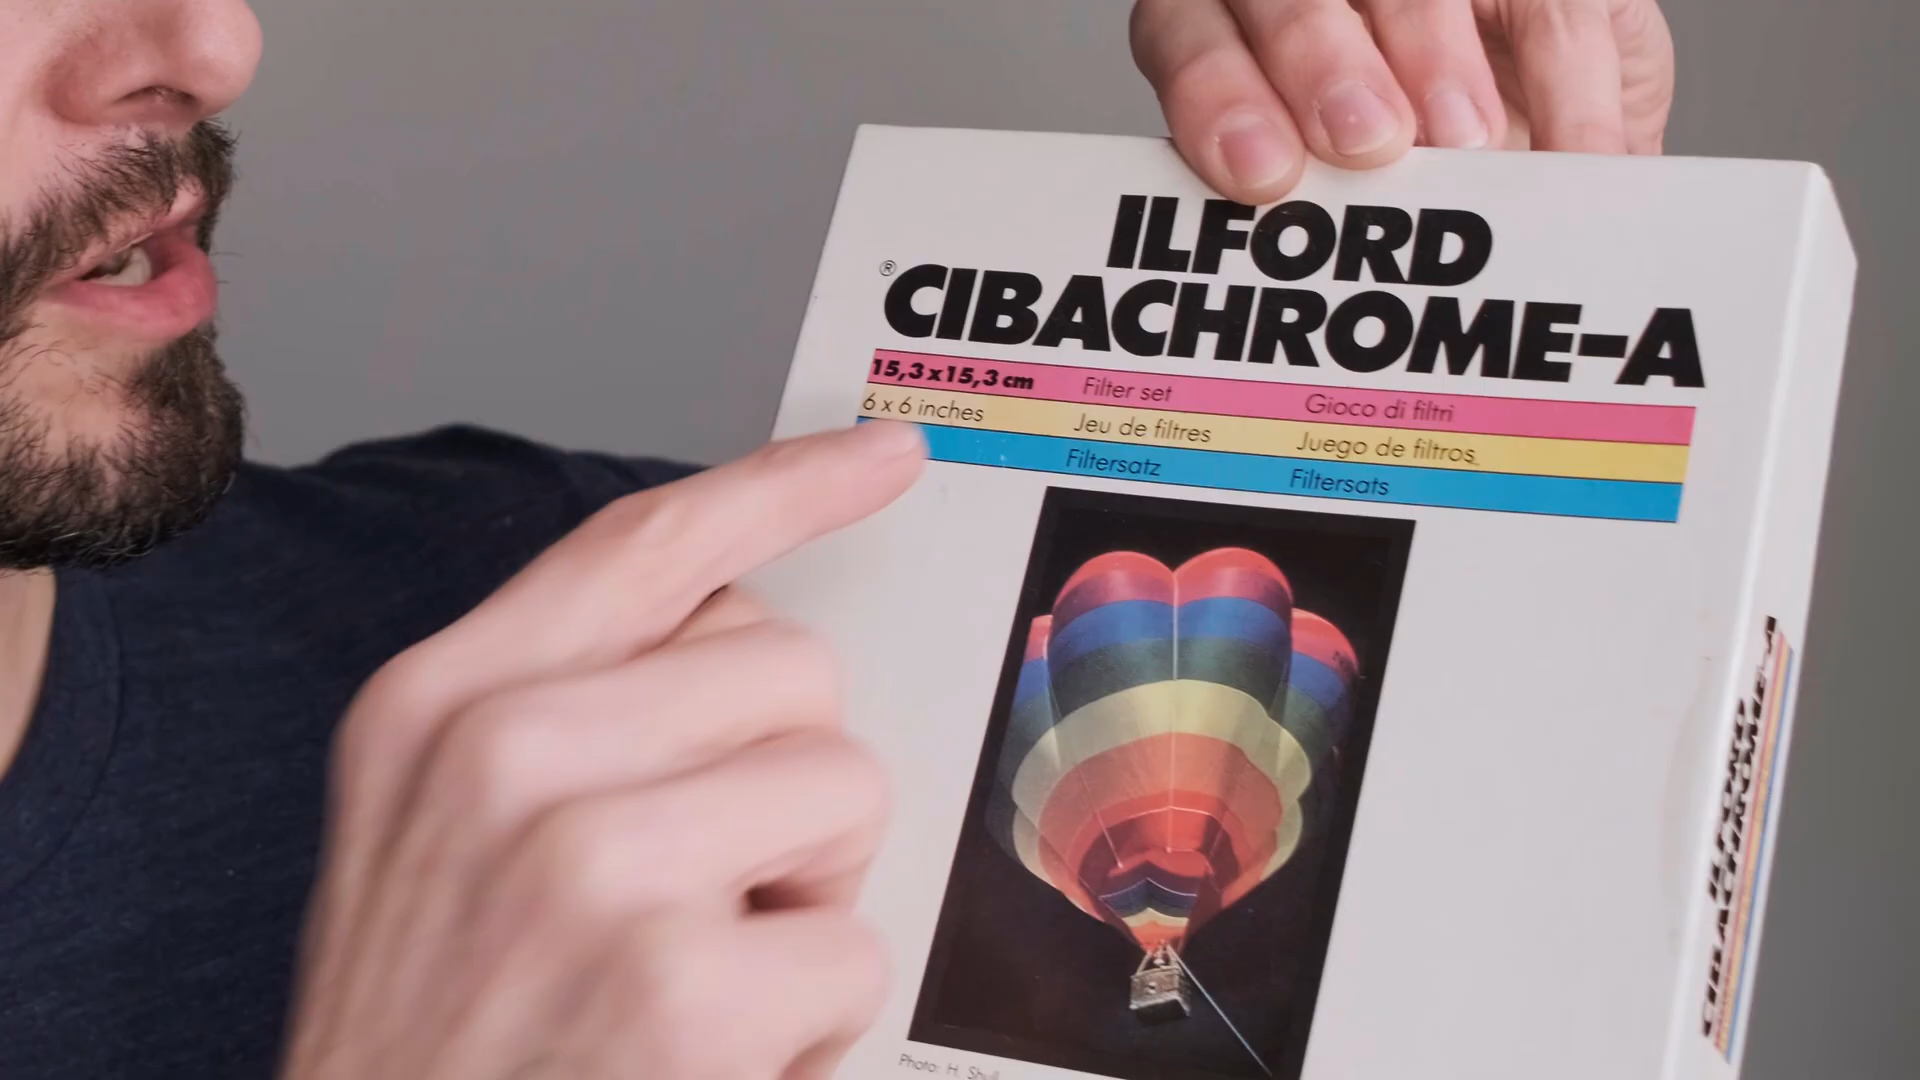 ILFORD
® CIBACHROME-A
15,3x15,3 cm Filter set Gioco di filtri
6 x 6 inches Jeu de filtres Juego de filtros
Filtersatz Filtersats
Photo: H. Shull
ILFORD
CIBACHROME-A